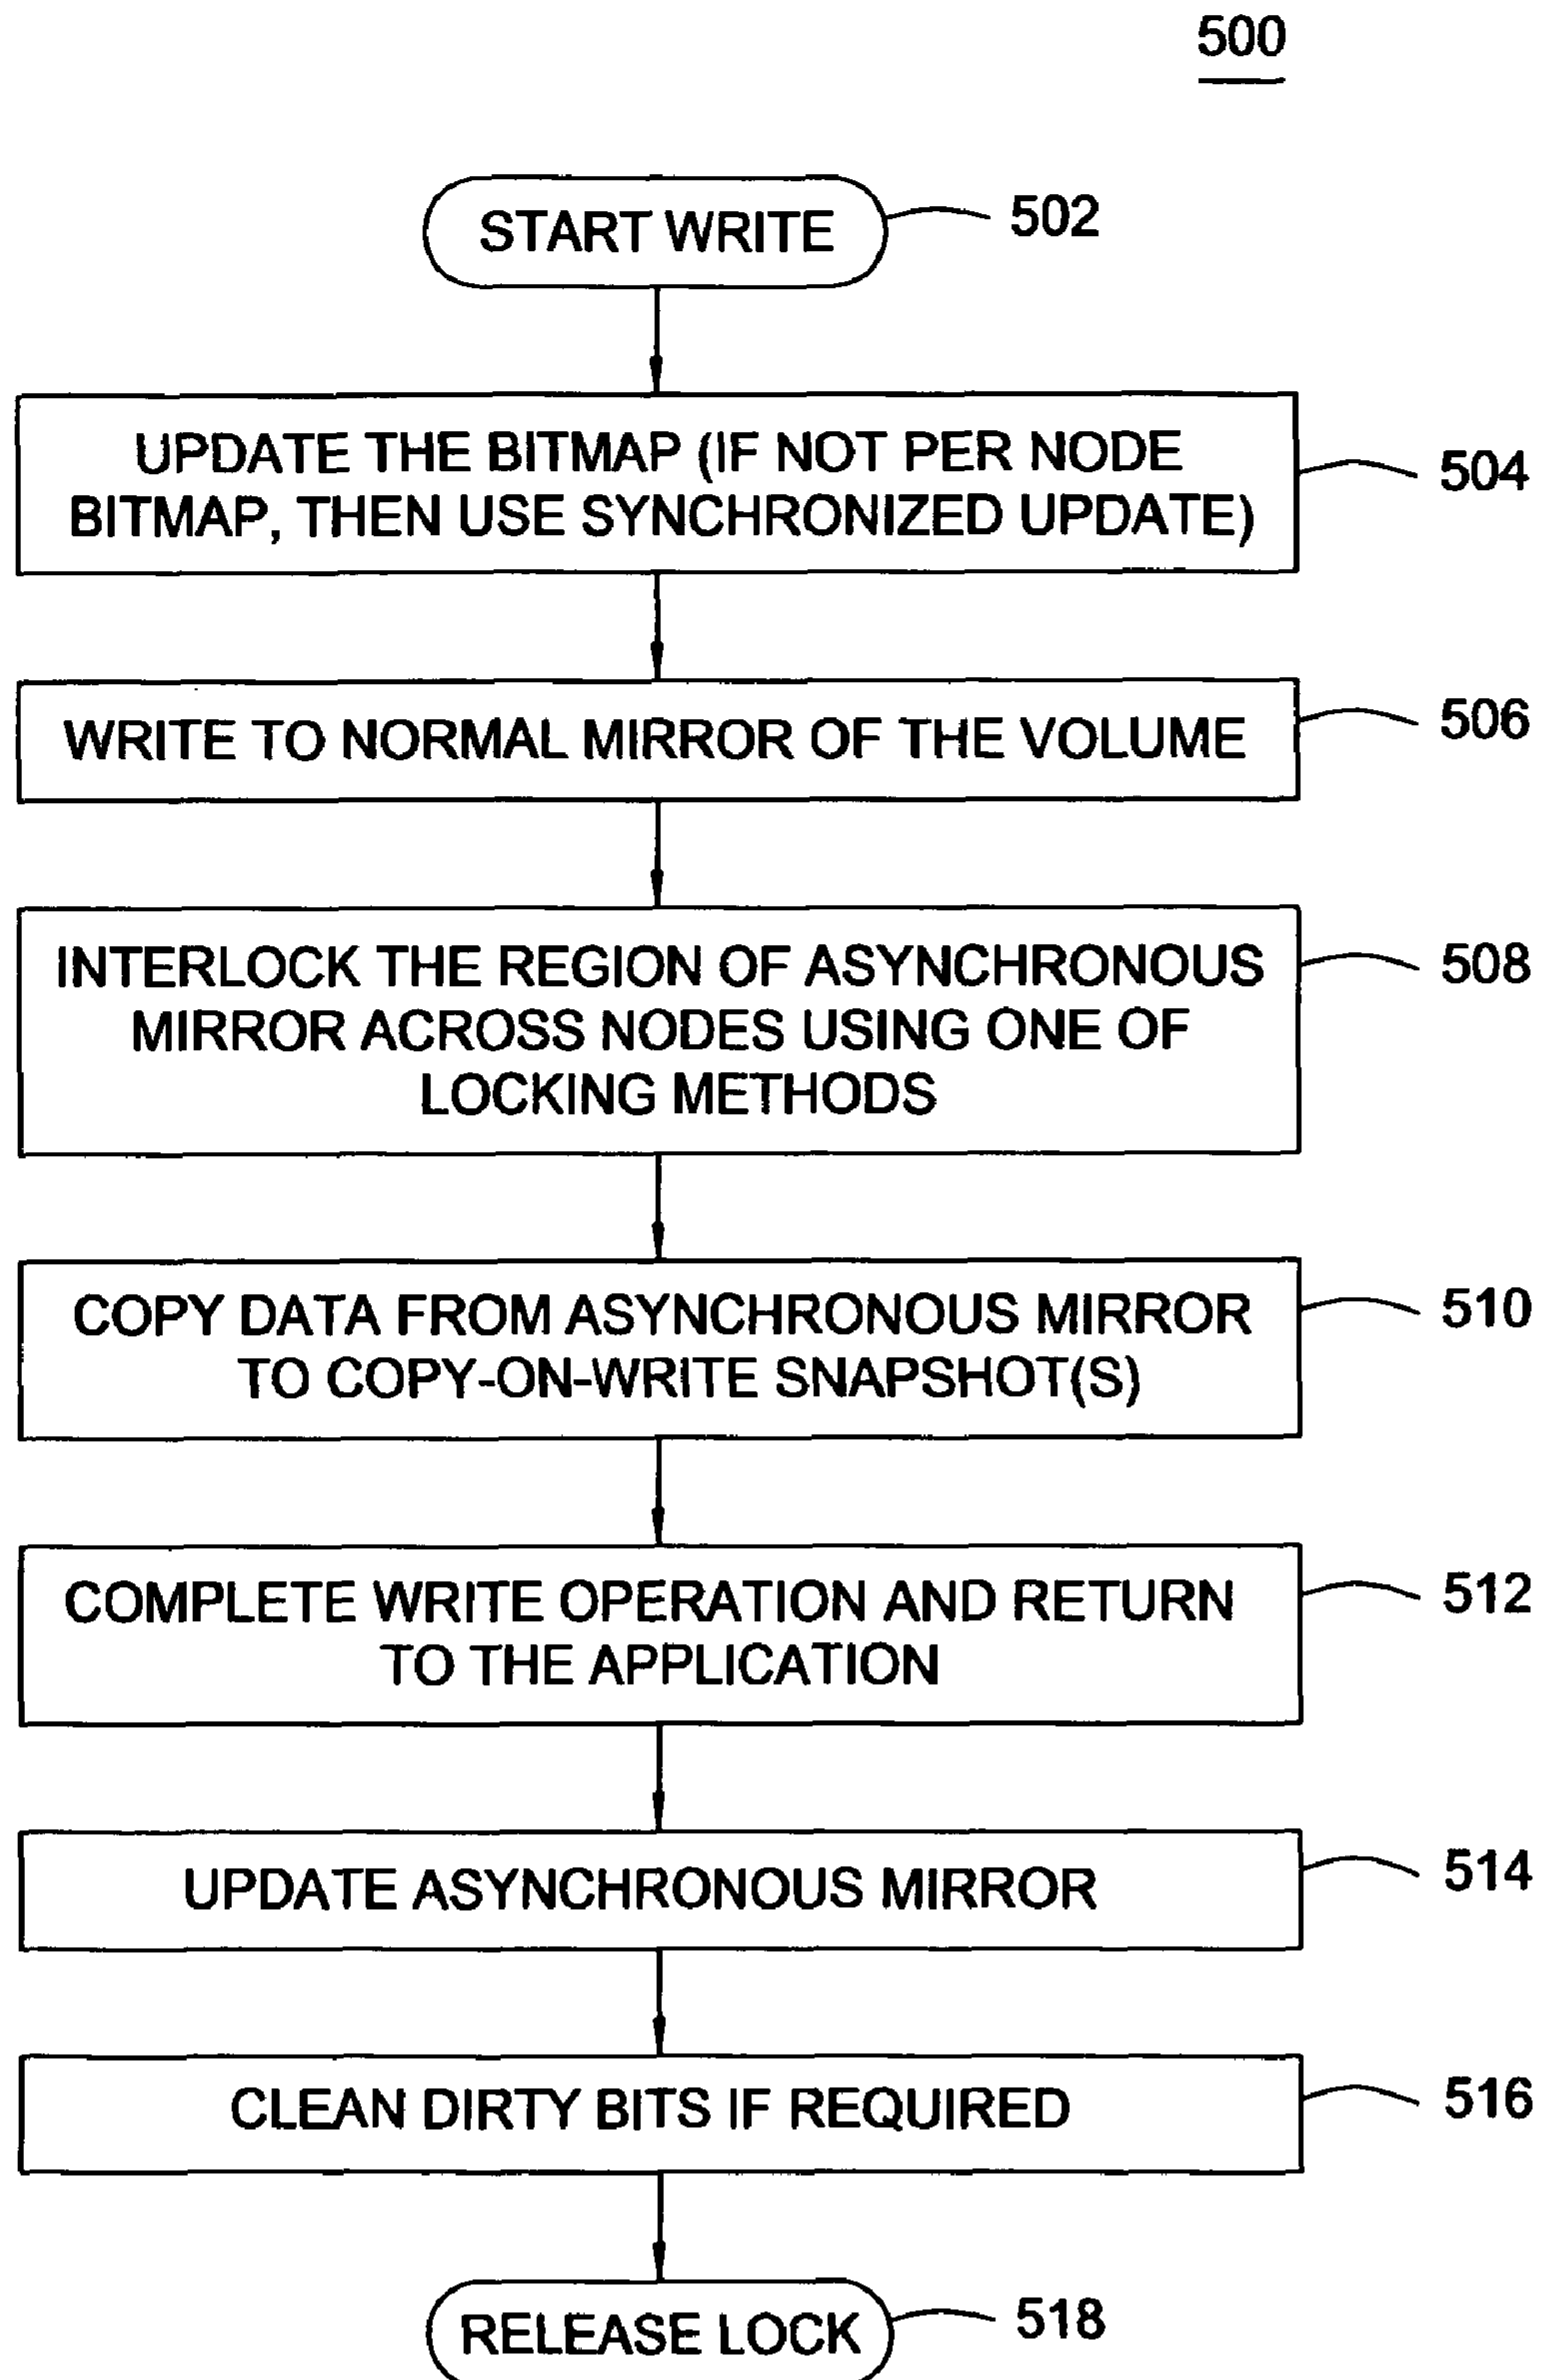 500
START WRITE
502
UPDATE THE BITMAP (IF NOT PER NODE
BITMAP, THEN USE SYNCHRONIZED UPDATE)
504
WRITE TO NORMAL MIRROR OF THE VOLUME
506
INTERLOCK THE REGION OF ASYNCHRONOUS
MIRROR ACROSS NODES USING ONE OF
LOCKING METHODS
508
COPY DATA FROM ASYNCHRONOUS MIRROR
TO COPY-ON-WRITE SNAPSHOT(S)
510
COMPLETE WRITE OPERATION AND RETURN
TO THE APPLICATION
512
UPDATE ASYNCHRONOUS MIRROR
514
CLEAN DIRTY BITS IF REQUIRED
516
RELEASE LOCK
518